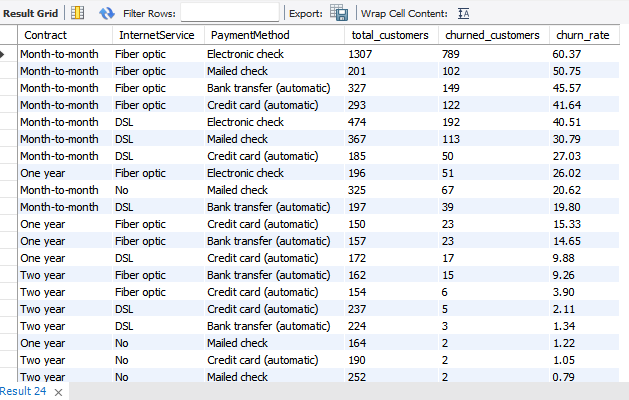 Result Grid Filter Rows: Export: Wrap Cell Content:
Contract InternetService PaymentMethod total_customers churned_customers churn_rate
Month-to-month Fiber optic Electronic check 1307 789 60.37
Month-to-month Fiber optic Mailed check 201 102 50.75
Month-to-month Fiber optic Bank transfer (automatic) 327 149 45.57
Month-to-month Fiber optic Credit card (automatic) 293 122 41.64
Month-to-month DSL Electronic check 474 192 40.51
Month-to-month DSL Mailed check 367 113 30.79
Month-to-month DSL Credit card (automatic) 185 50 27.03
One year Fiber optic Electronic check 196 51 26.02
Month-to-month No Mailed check 325 67 20.62
Month-to-month DSL Bank transfer (automatic) 197 39 19.80
One year Fiber optic Credit card (automatic) 150 23 15.33
One year Fiber optic Bank transfer (automatic) 157 23 14.65
One year DSL Credit card (automatic) 172 17 9.88
Two year Fiber optic Bank transfer (automatic) 162 15 9.26
Two year Fiber optic Credit card (automatic) 154 6 3.90
Two year DSL Credit card (automatic) 237 5 2.11
Two year DSL Bank transfer (automatic) 224 3 1.34
One year No Mailed check 164 2 1.22
Two year No Credit card (automatic) 190 2 1.05
Two year No Mailed check 252 2 0.79
Result 24